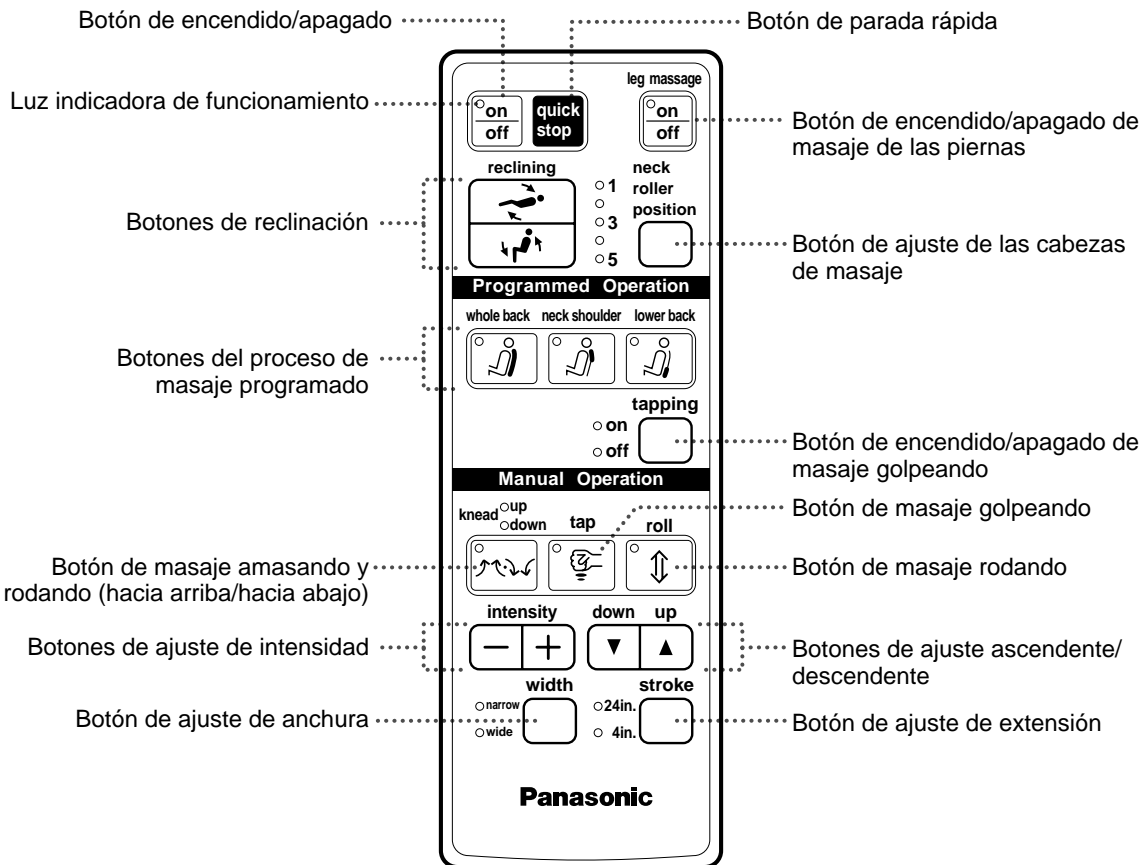 Botón de encendido/apagado
Botón de parada rápida
leg massage
Luz indicadora de funcionamiento
on
off
quick
stop
on
off
Botón de encendido/apagado de
masaje de las piernas
reclining
neck
roller
position
1
3
5
Botones de reclinación
Botón de ajuste de las cabezas
de masaje
Programmed Operation
whole back
neck shoulder
lower back
Botones del proceso de
masaje programado
tapping
on
off
Botón de encendido/apagado de
masaje golpeando
Manual Operation
knead
up
down
tap
roll
Botón de masaje golpeando
Botón de masaje amasando y
rodando (hacia arriba/hacia abajo)
Botón de masaje rodando
intensity
down
up
Botones de ajuste de intensidad
− +
▼ ▲
Botones de ajuste ascendente/
descendente
width
stroke
narrow
wide
24in.
4in.
Botón de ajuste de anchura
Botón de ajuste de extensión
Panasonic